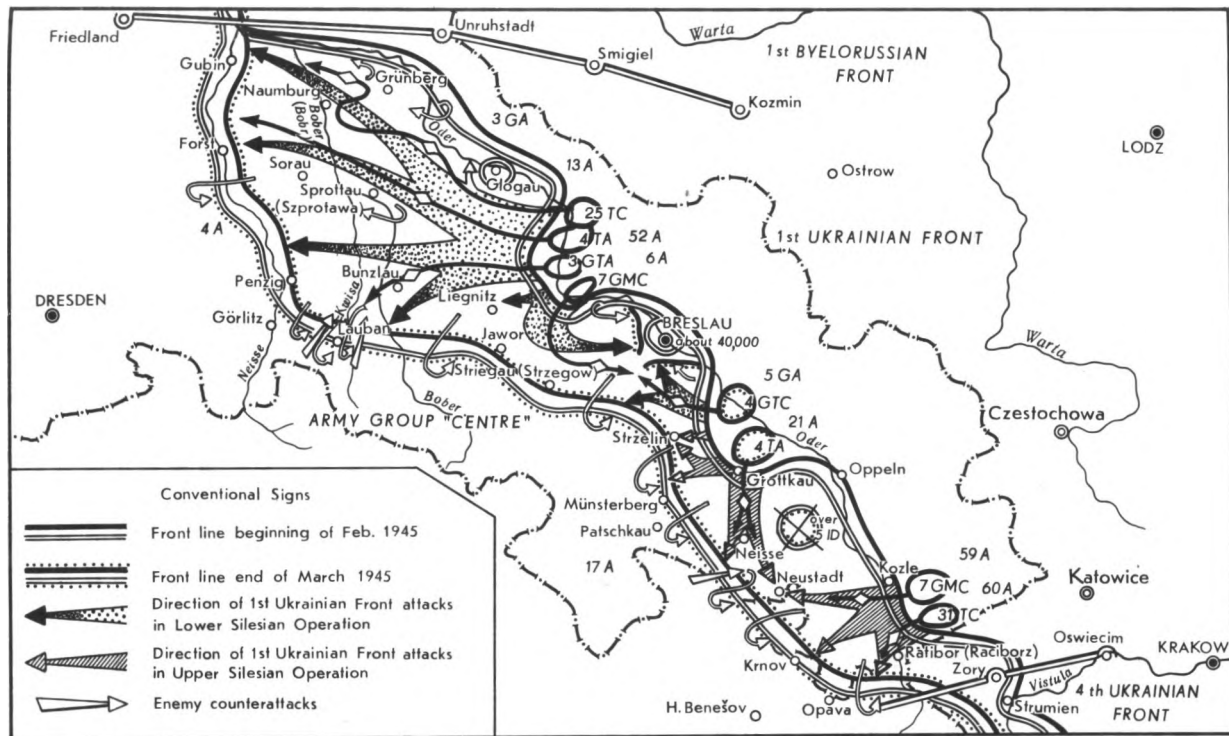 Friedland
Unruhstadt
Warta
1st BYELORUSSIAN
FRONT
Gubin
Smigiel
Grünberg
Naumburg
Kozmin
Bober
(Bobr)
Oder
3 GA
LODZ
Forst
13 A
Ostrow
Sorau
Glogau
Sprottau
(Szprotawa)
25 TC
4 A
4 TA
52 A
1st UKRAINIAN FRONT
3 GTA
6 A
Penzig
Bunzlau
7 GMC
DRESDEN
Kwisa
Liegnitz
Görlitz
Lauban
Jawor
BRESLAU
about 40,000
Warta
Neisse
Striegau (Strzegow)
5 GA
Bober
4 GTC
Częstochowa
ARMY GROUP "CENTRE"
21 A
Oder
Strzelin
4 TA
Grottkau
Oppeln
Conventional Signs
Münsterberg
Front line beginning of Feb. 1945
Patschkau
over
5 ID
Neisse
59 A
17 A
Front line end of March 1945
Neustadt
Kozle
7 GMC
60 A
Katowice
Direction of 1st Ukrainian Front attacks
in Lower Silesian Operation
31 TC
Direction of 1st Ukrainian Front attacks
in Upper Silesian Operation
Oswiecim
Ratibor (Raciborz)
KRAKOW
Krnov
Zory
Vistula
4 th UKRAINIAN
FRONT
Enemy counterattacks
H. Benešov
Opava
Strumien